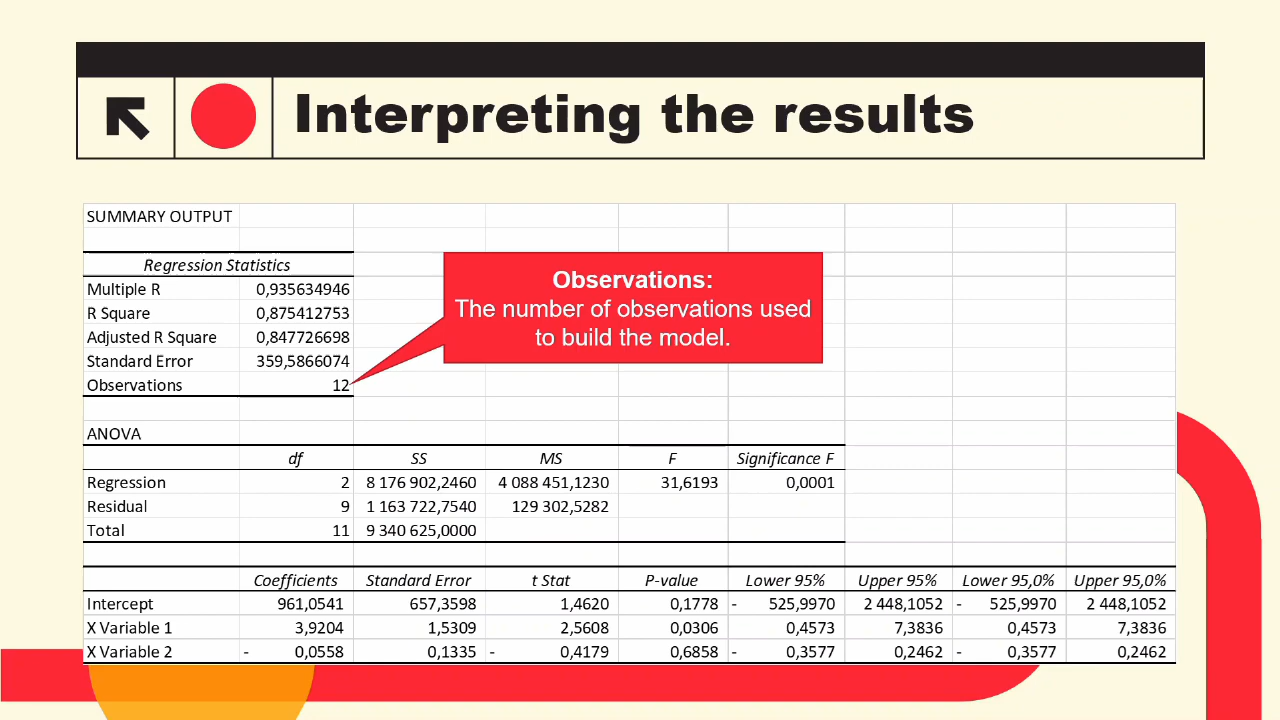 Interpreting the results
SUMMARY OUTPUT
Regression Statistics
Multiple R 0,935634946
R Square 0,875412753
Adjusted R Square 0,847726698
Standard Error 359,5866074
Observations 12
Observations:
The number of observations used
to build the model.
ANOVA
df SS MS F Significance F
Regression 2 8 176 902,2460 4 088 451,1230 31,6193 0,0001
Residual 9 1 163 722,7540 129 302,5282
Total 11 9 340 625,0000
Coefficients Standard Error t Stat P-value Lower 95% Upper 95% Lower 95,0% Upper 95,0%
Intercept 961,0541 657,3598 1,4620 0,1778 - 525,9970 2 448,1052 - 525,9970 2 448,1052
X Variable 1 3,9204 1,5309 2,5608 0,0306 0,4573 7,3836 0,4573 7,3836
X Variable 2 - 0,0558 0,1335 - 0,4179 0,6858 - 0,3577 0,2462 - 0,3577 0,2462